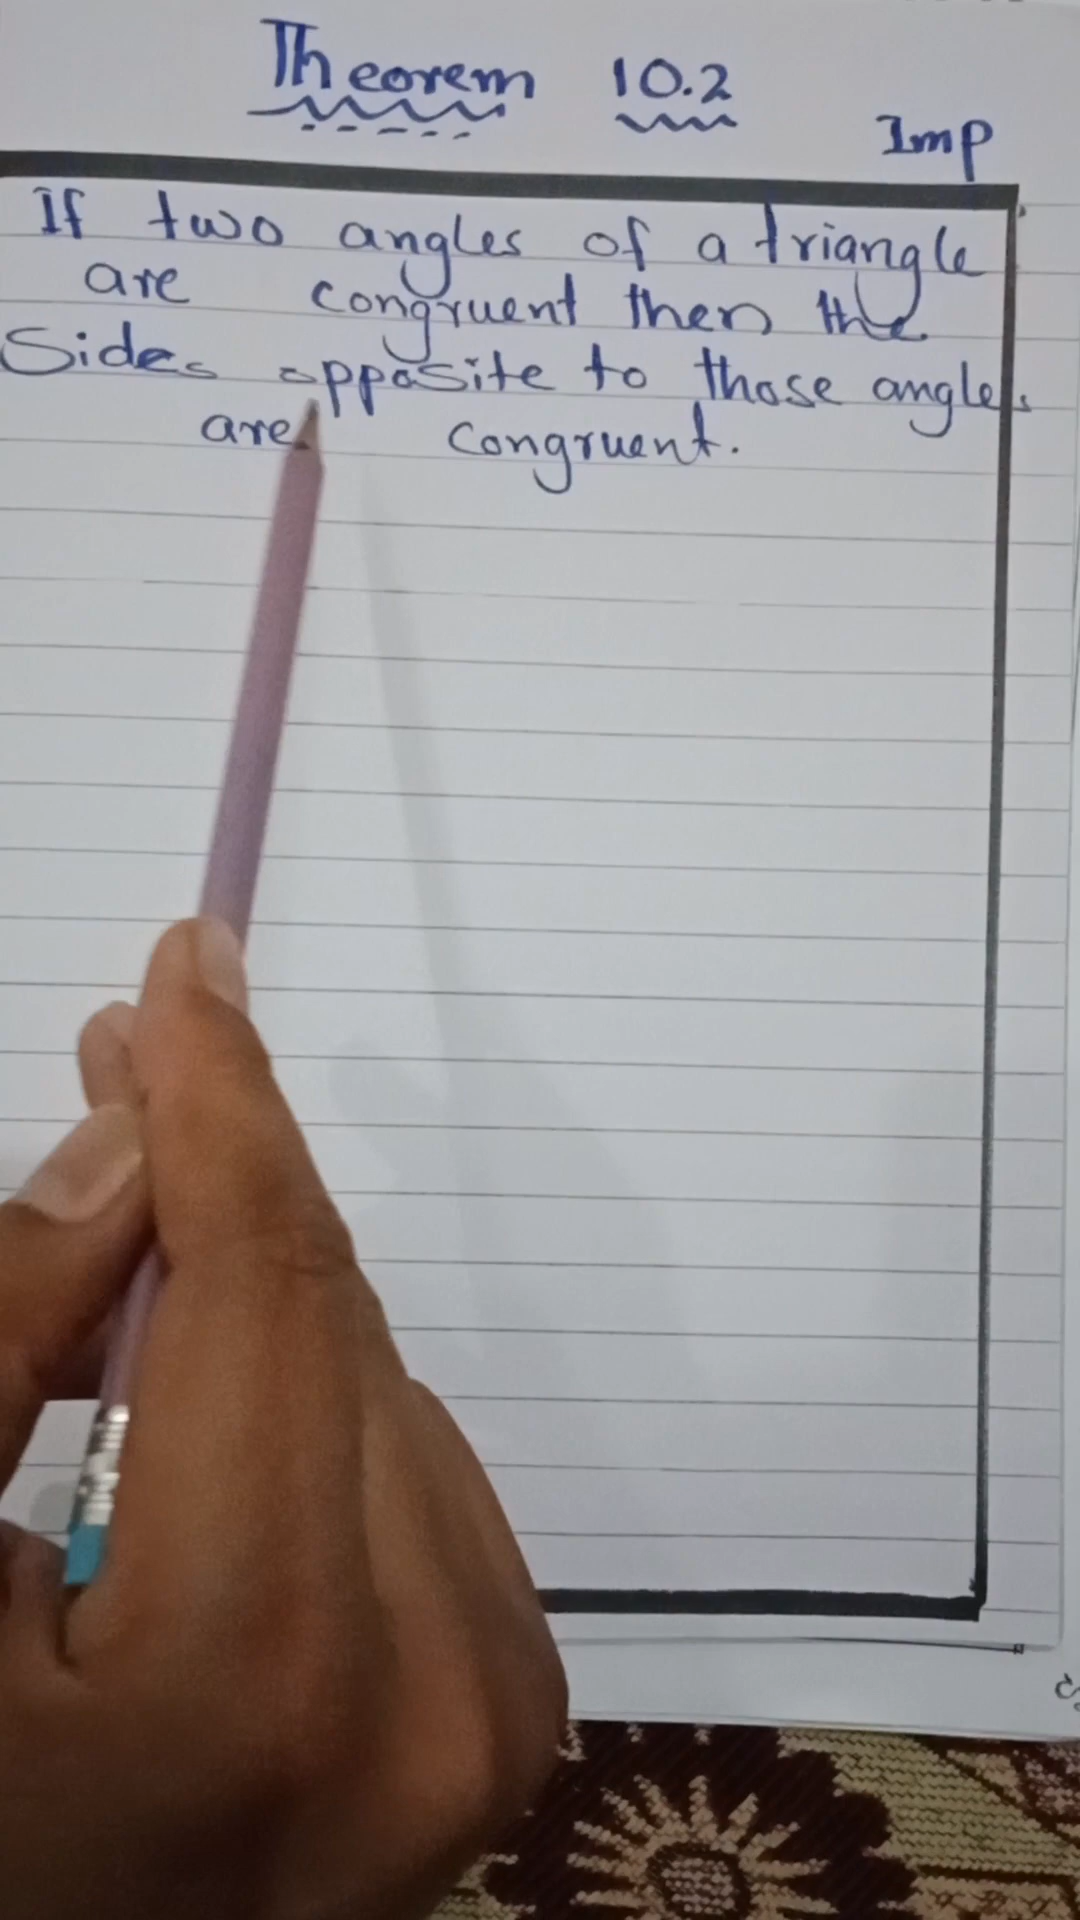 Theorem 10.2
Imp
If two angles of a triangle
are congruent then the
Sides opposite to those angles
are congruent.